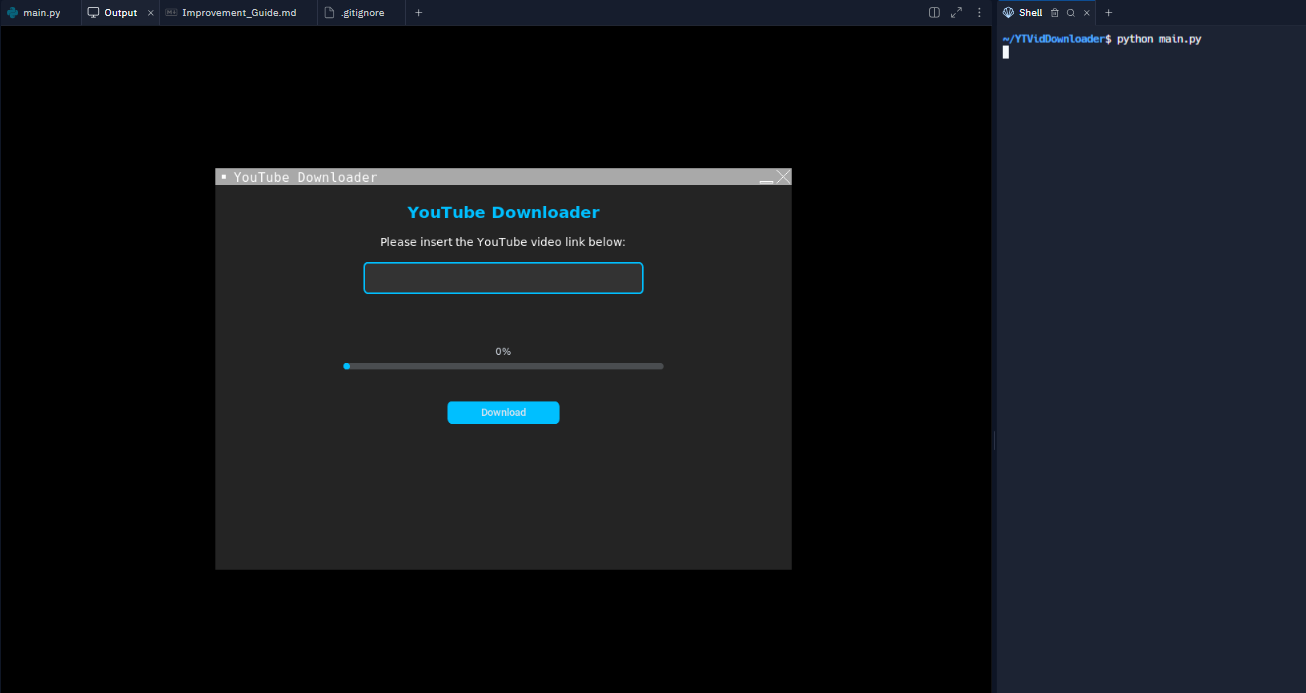 main.py
Output
Improvement_Guide.md
.gitignore
Shell
~/YTVidDownloader$ python main.py
YouTube Downloader
YouTube Downloader
Please insert the YouTube video link below:
0%
Download